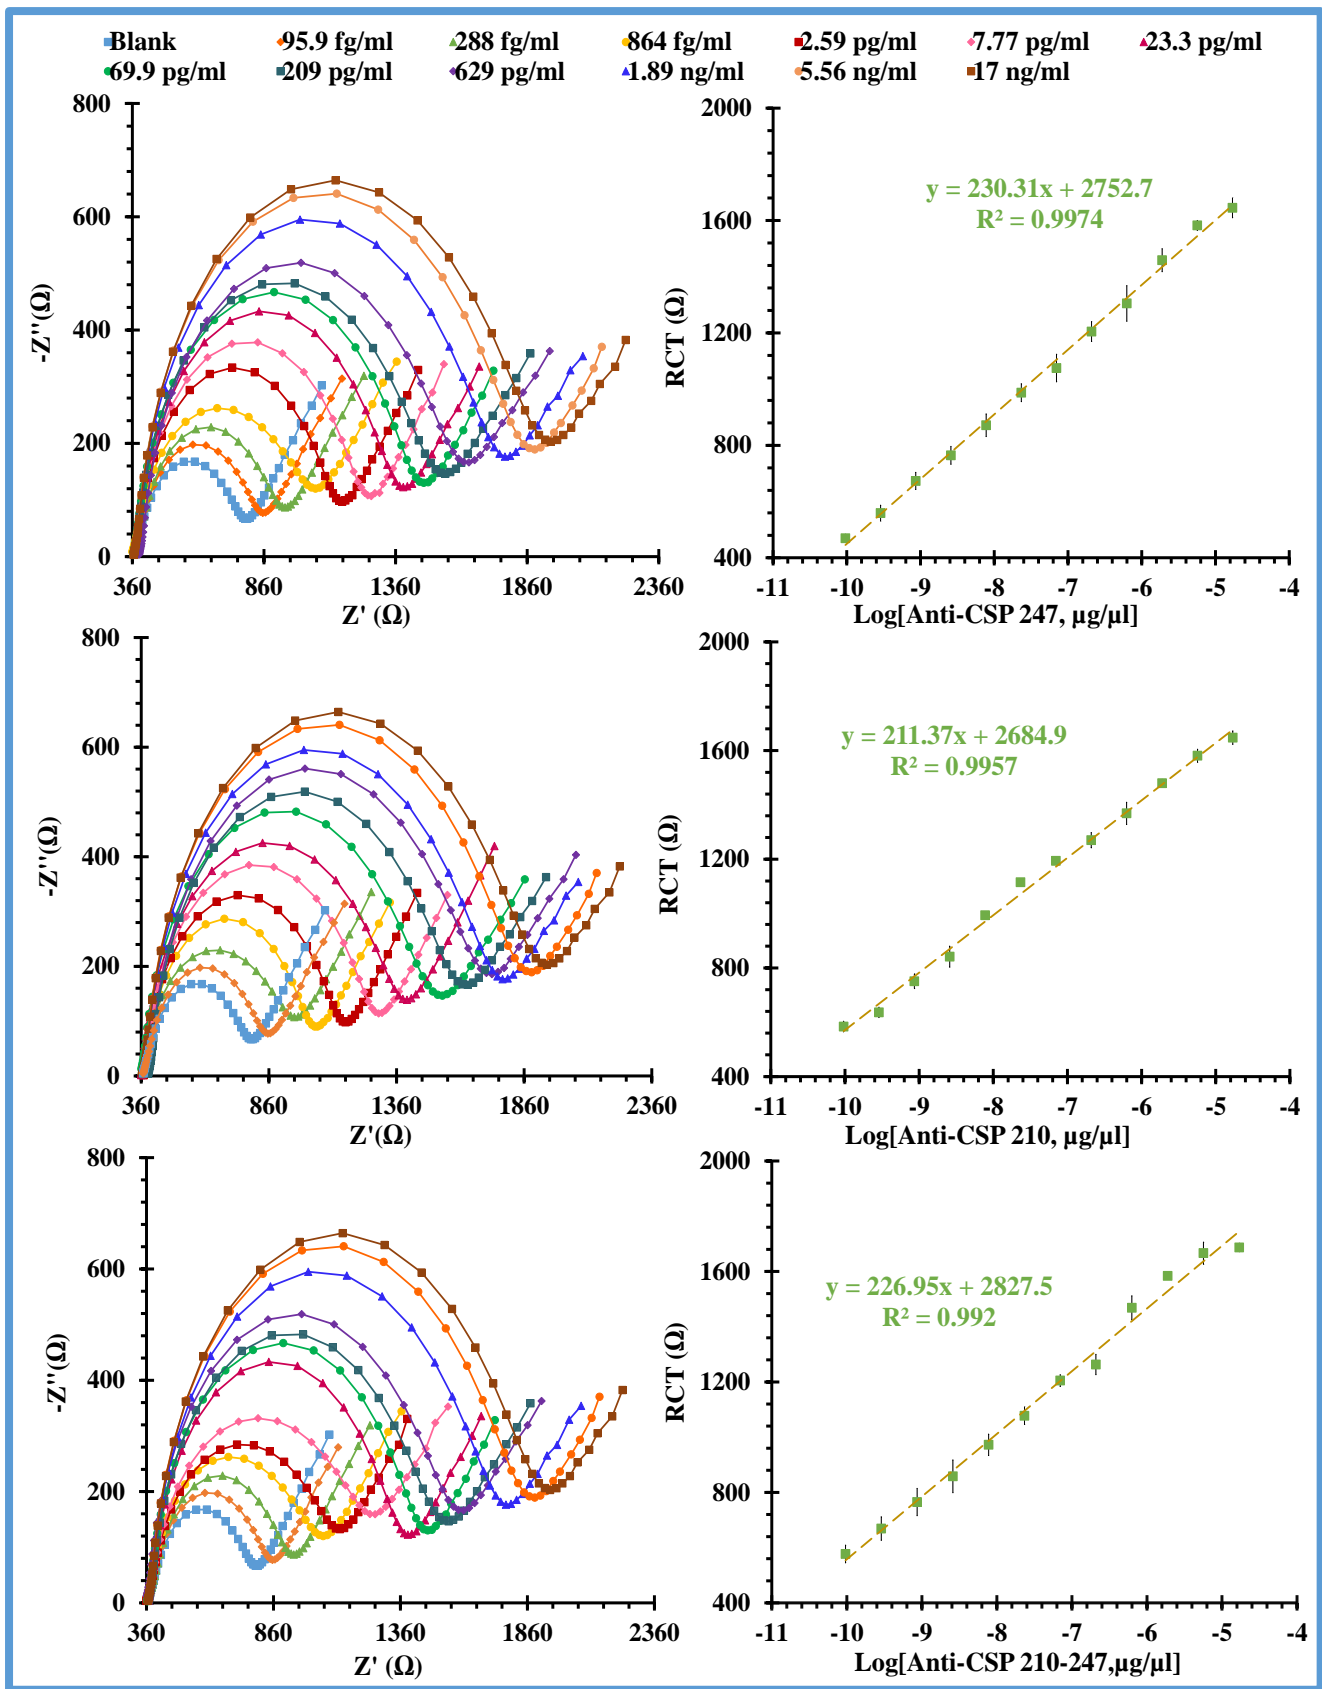 Blank 95.9 fg/ml 288 fg/ml 864 fg/ml 2.59 pg/ml 7.77 pg/ml 23.3 pg/ml
69.9 pg/ml 209 pg/ml 629 pg/ml 1.89 ng/ml 5.56 ng/ml 17 ng/ml
800
600
400
200
0
-Z''(Ω)
360 860 1360 1860 2360
Z' (Ω)
2000
1600
1200
800
400
RCT (Ω)
y = 230.31x + 2752.7
R² = 0.9974
-11 -10 -9 -8 -7 -6 -5 -4
Log[Anti-CSP 247, µg/µl]
800
600
400
200
0
-Z''(Ω)
360 860 1360 1860 2360
Z'(Ω)
2000
1600
1200
800
400
RCT (Ω)
y = 211.37x + 2684.9
R² = 0.9957
-11 -10 -9 -8 -7 -6 -5 -4
Log[Anti-CSP 210, µg/µl]
800
600
400
200
0
-Z''(Ω)
360 860 1360 1860 2360
Z' (Ω)
2000
1600
1200
800
400
RCT (Ω)
y = 226.95x + 2827.5
R² = 0.992
-11 -10 -9 -8 -7 -6 -5 -4
Log[Anti-CSP 210-247,µg/µl]